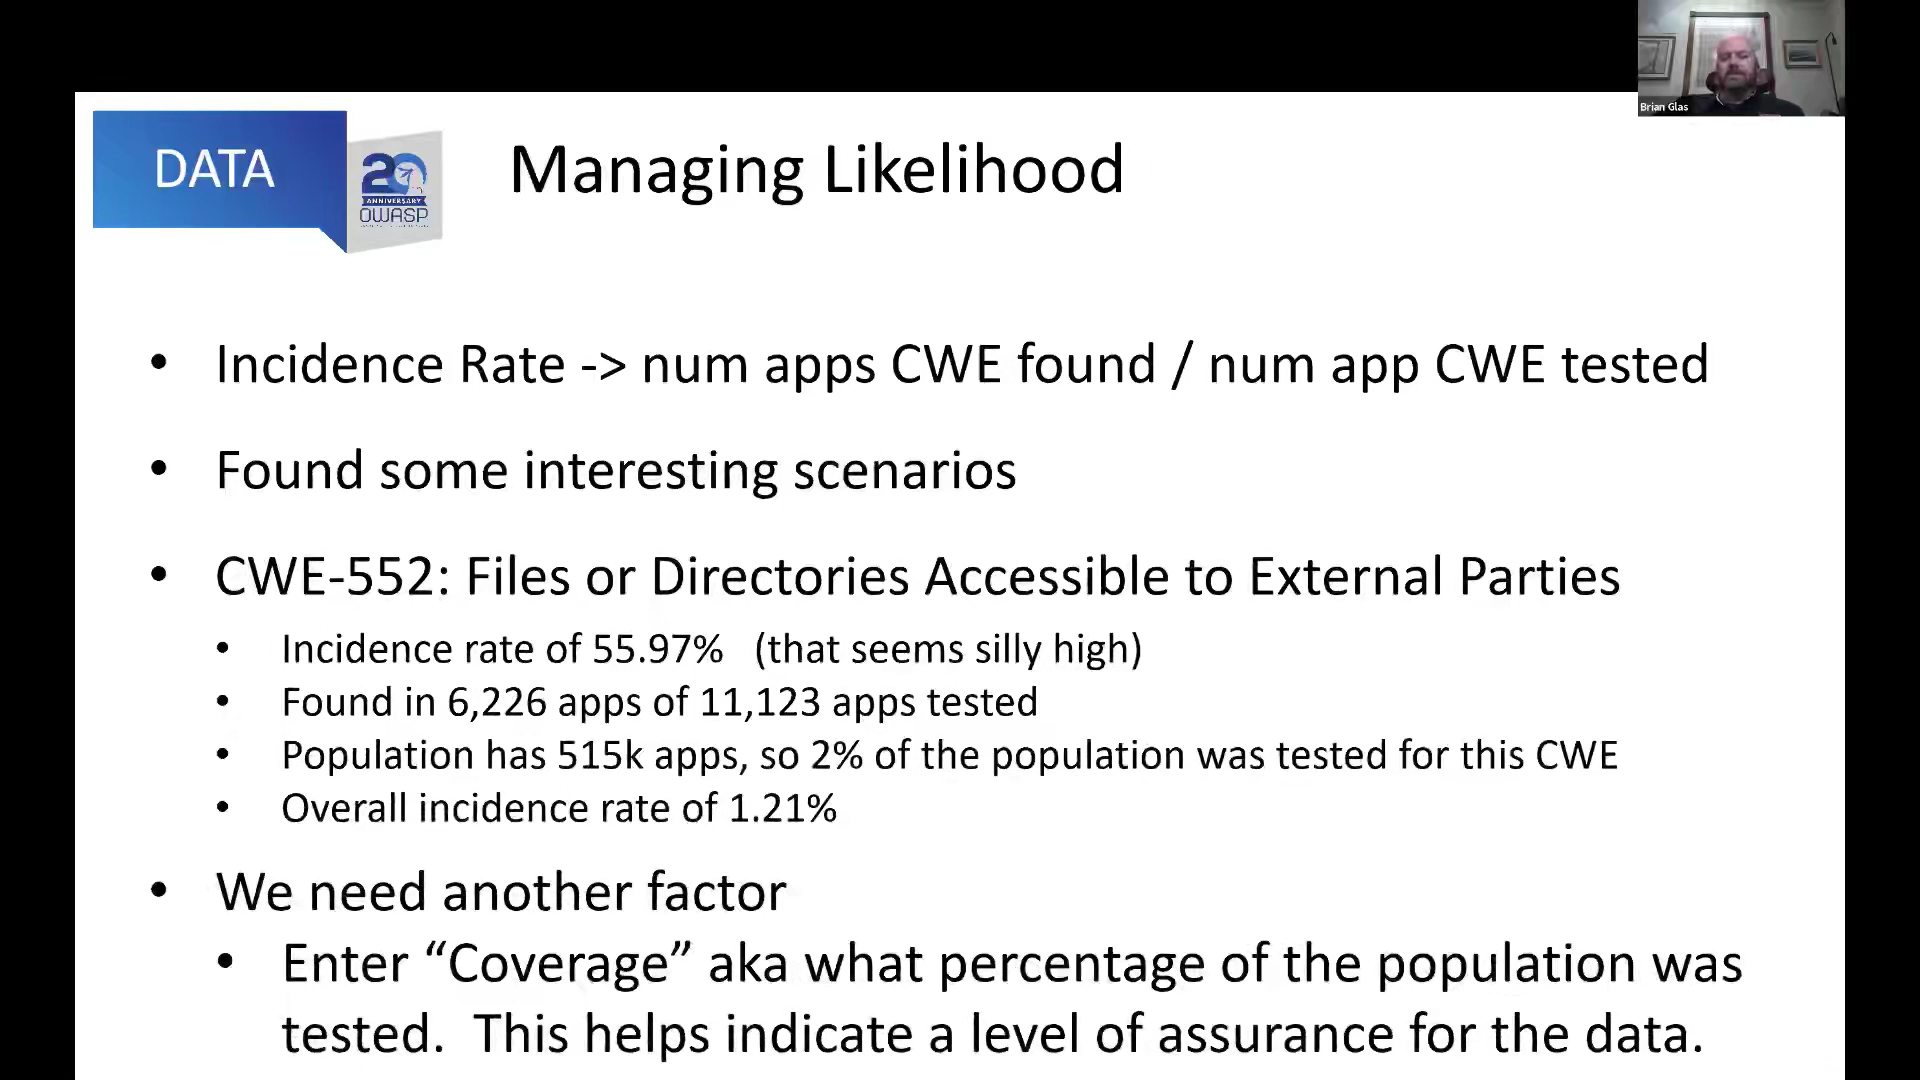 Brian Glas
DATA
20
ANNIVERSARY
OWASP
Managing Likelihood
• Incidence Rate -> num apps CWE found / num app CWE tested
• Found some interesting scenarios
• CWE-552: Files or Directories Accessible to External Parties
• Incidence rate of 55.97% (that seems silly high)
• Found in 6,226 apps of 11,123 apps tested
• Population has 515k apps, so 2% of the population was tested for this CWE
• Overall incidence rate of 1.21%
• We need another factor
• Enter “Coverage” aka what percentage of the population was
tested. This helps indicate a level of assurance for the data.